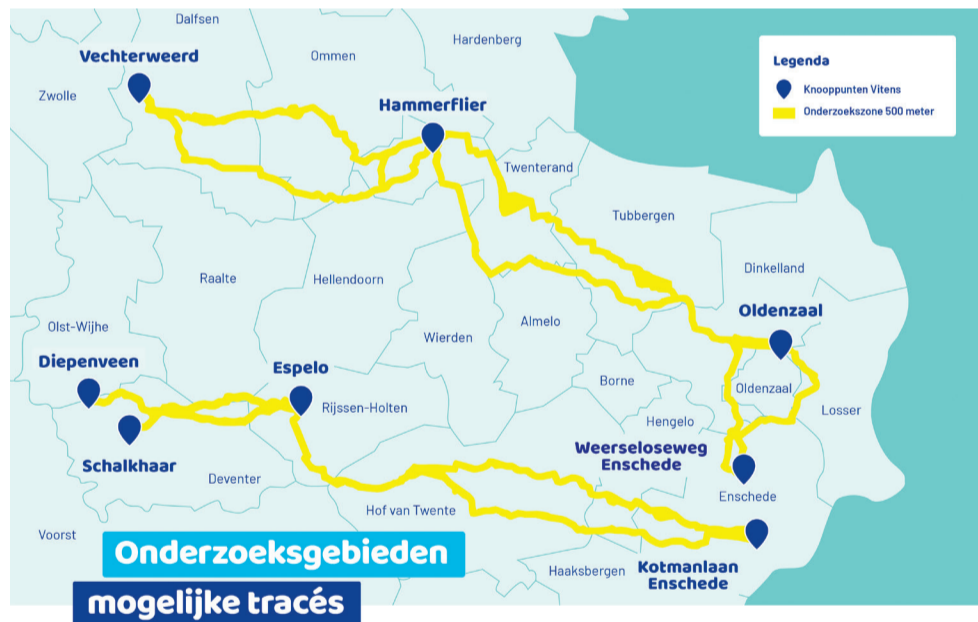 Dalfsen
Hardenberg
Vechterweerd
Ommen
Legenda
Zwolle
Knooppunten Vitens
Hammerflier
Onderzoekszone 500 meter
Twenterand
Tubbergen
Dinkelland
Raalte
Hellendoorn
Oldenzaal
Olst-Wijhe
Almelo
Wierden
Diepenveen
Espelo
Borne
Oldenzaal
Rijssen-Holten
Losser
Hengelo
Weerseloseweg
Enschede
Schalkhaar
Deventer
Enschede
Hof van Twente
Voorst
Onderzoeksgebieden
Kotmanlaan
Enschede
Haaksbergen
mogelijke tracés